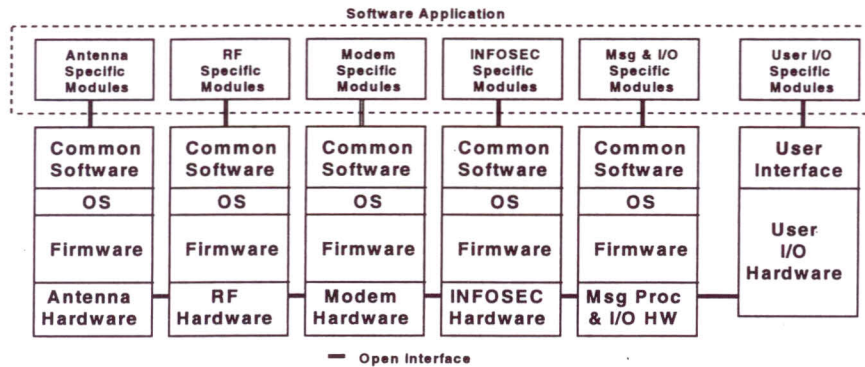 Software Application
Antenna
Specific
Modules
RF
Specific
Modules
Modem
Specific
Modules
INFOSEC
Specific
Modules
Msg & I/O
Specific
Modules
User I/O
Specific
Modules
Common
Software
OS
Firmware
Antenna
Hardware
Common
Software
OS
Firmware
RF
Hardware
Common
Software
OS
Firmware
Modem
Hardware
Common
Software
OS
Firmware
INFOSEC
Hardware
Common
Software
OS
Firmware
Msg Proc
& I/O HW
User
Interface
User
I/O
Hardware
Open Interface